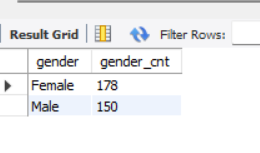 Result Grid Filter Rows:
gender gender_cnt
Female 178
Male 150